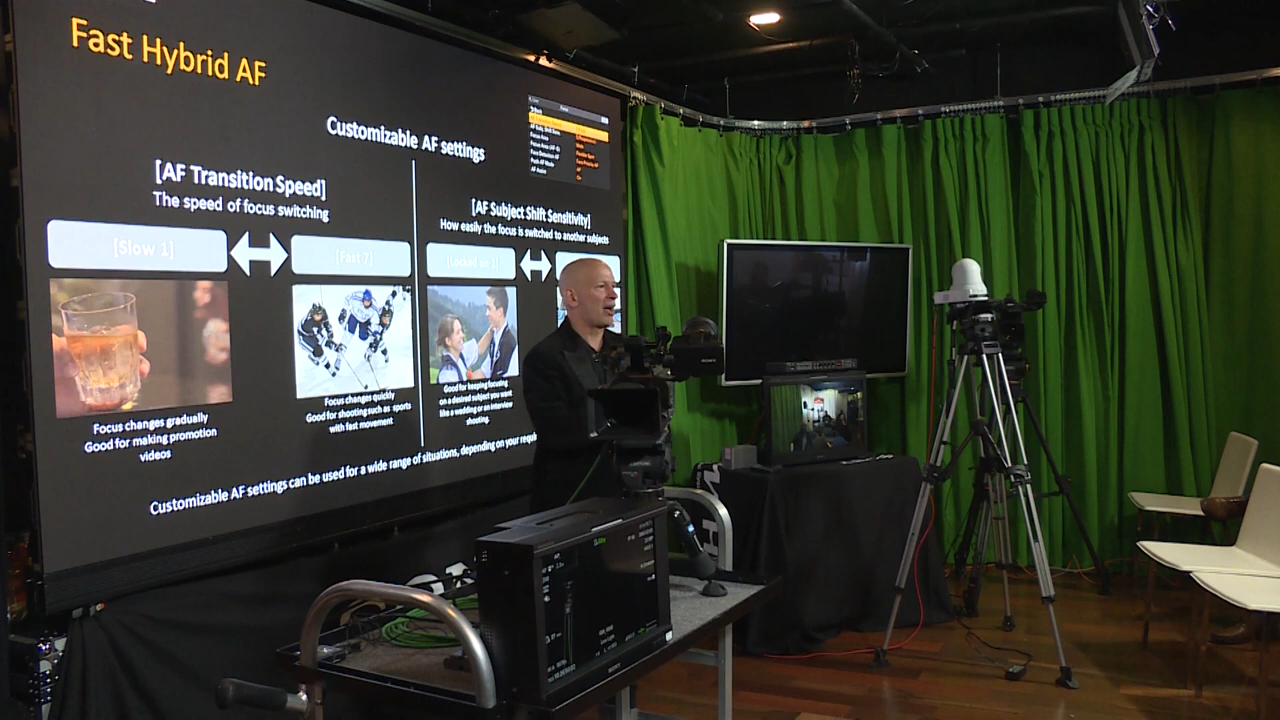 Fast Hybrid AF
Customizable AF settings
[AF Transition Speed]
The speed of focus switching
[Slow 1]
[Fast 7]
Focus changes gradually
Good for making promotion
videos
Focus changes quickly
Good for shooting such as sports
with fast movement
[AF Subject Shift Sensitivity]
How easily the focus is switched to another subjects
Good for keeping focusing
on a desired subject you want
like a wedding or an interview
shooting.
Customizable AF settings can be used for a wide range of situations, depending on your
SONY